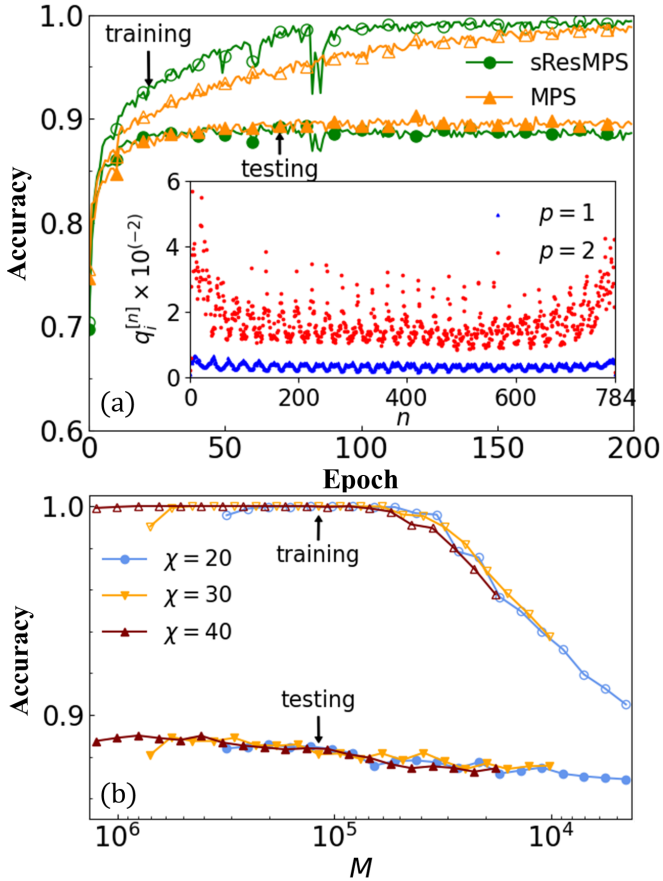 1.0
0.9
0.8
0.7
0.6
Accuracy
training
testing
sResMPS
MPS
6
4
2
0
q_i^{[n]} × 10^{(-2)}
p = 1
p = 2
0
200
400
600
784
n
(a)
0
50
100
150
200
Epoch
1.0
0.9
Accuracy
training
χ = 20
χ = 30
χ = 40
testing
(b)
10^6
10^5
10^4
M